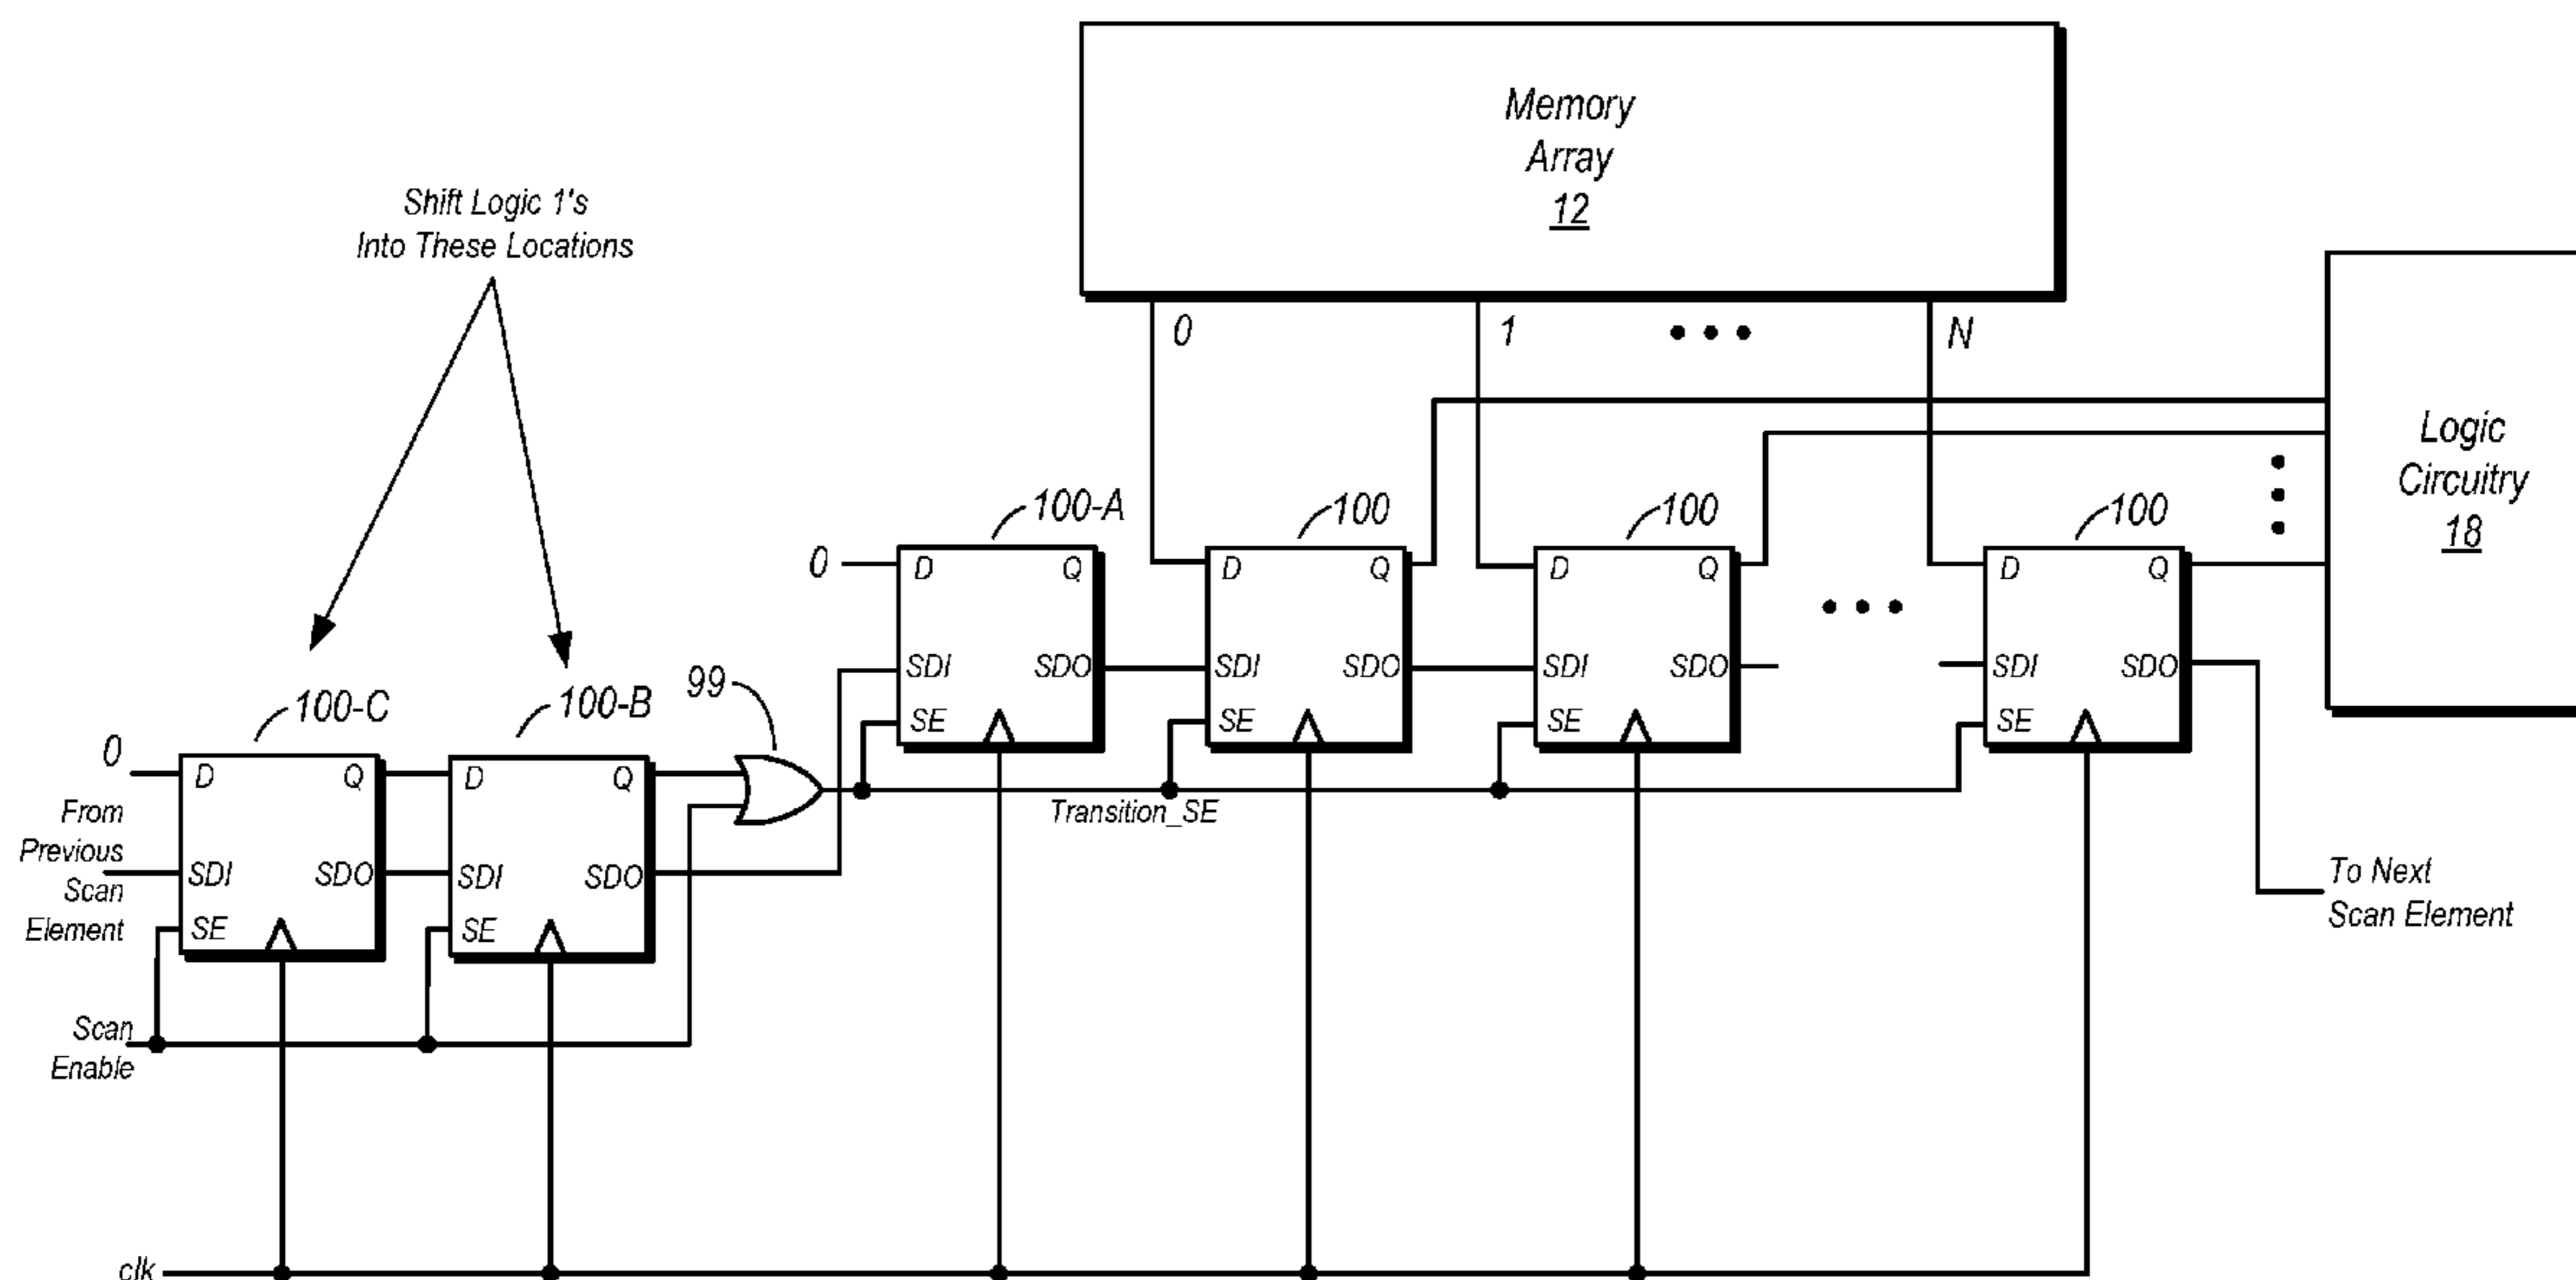 Memory
Array
12
Shift Logic 1's
Into These Locations
0
1
N
Logic
Circuitry
18
100-A
100
100
100
0
D
Q
D
Q
D
Q
D
Q
SDI
SDO
SDI
SDO
SDI
SDO
SDI
SDO
SE
SE
SE
SE
99
100-C
100-B
0
D
Q
D
Q
Transition_SE
From
Previous
Scan
Element
SDI
SDO
SDI
SDO
SE
SE
To Next
Scan Element
Scan
Enable
clk